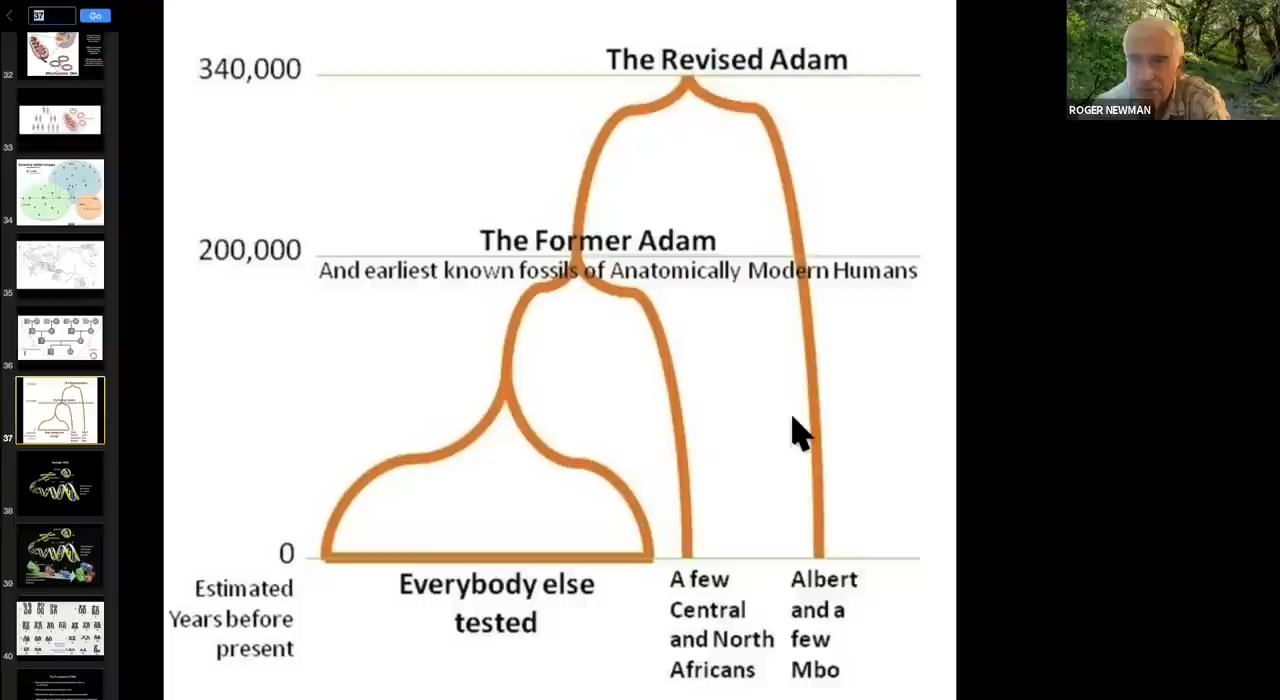 37
Go
32
33
34
35
36
37
38
39
40
The Revised Adam
340,000
The Former Adam
200,000
And earliest known fossils of Anatomically Modern Humans
0
Estimated
Years before
present
Everybody else
tested
A few
Central
and North
Africans
Albert
and a
few
Mbo
ROGER NEWMAN